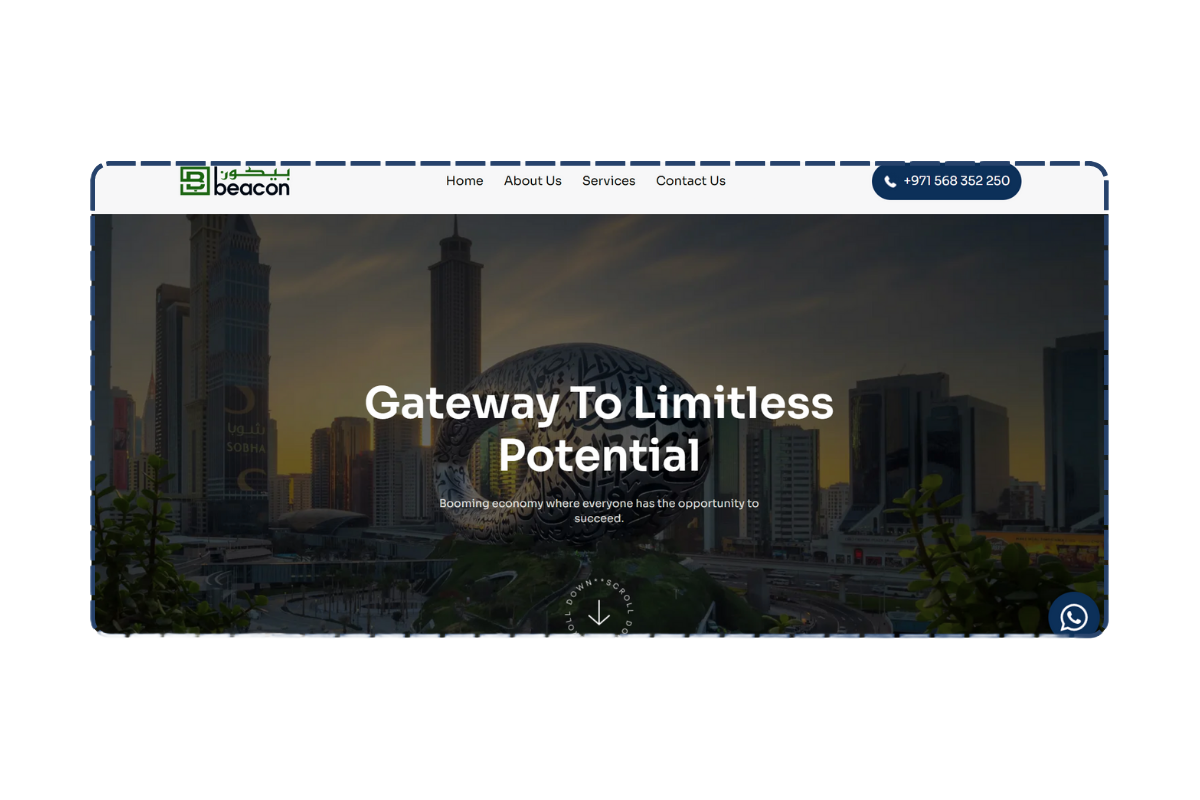 بيكون
beacon
Home About Us Services Contact Us
+971 568 352 250
شوبا
SOBHA
Gateway To Limitless
Potential
Booming economy where everyone has the opportunity to
succeed.
DOWN**SCROLL